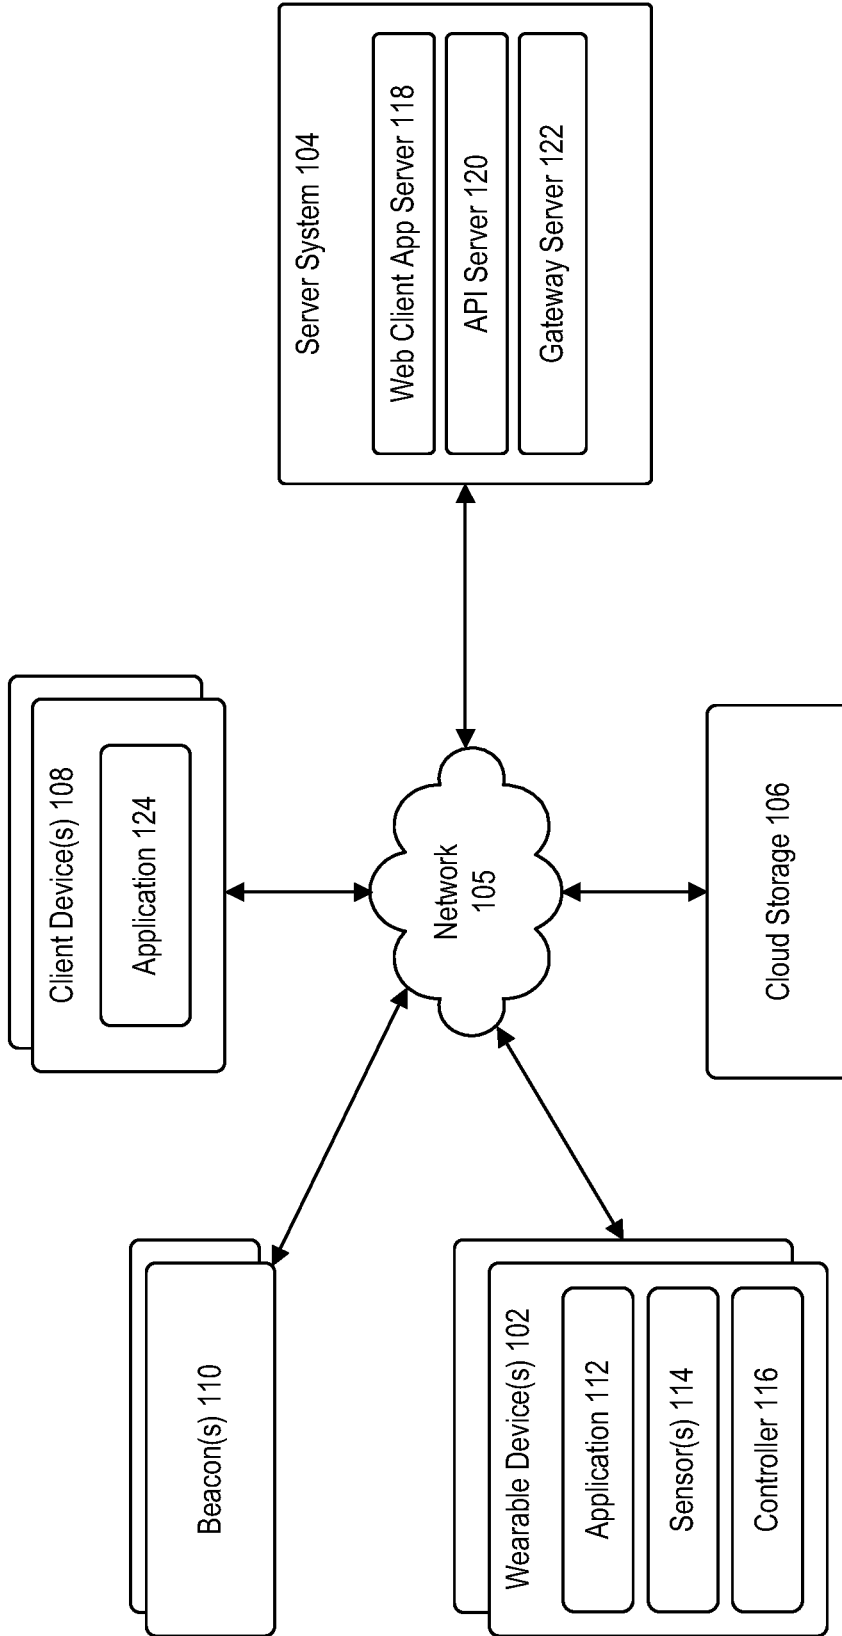 Beacon(s) 110
Client Device(s) 108
Application 124
Server System 104
Web Client App Server 118
API Server 120
Gateway Server 122
Network
105
Wearable Device(s) 102
Application 112
Sensor(s) 114
Controller 116
Cloud Storage 106